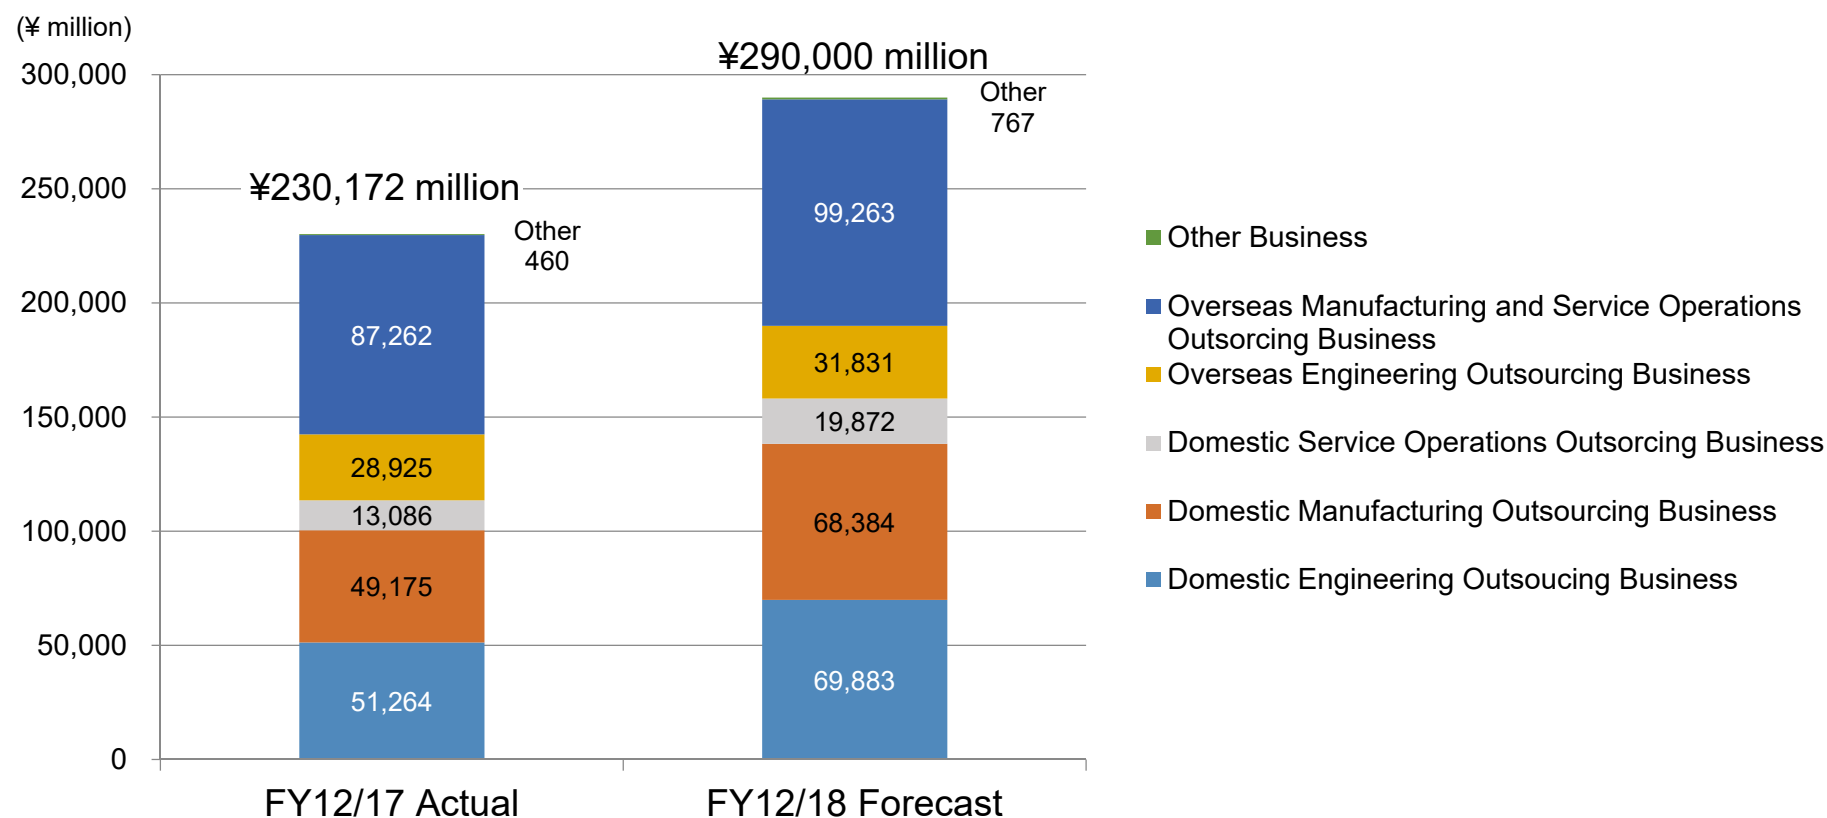 (¥ million)
300,000
250,000
200,000
150,000
100,000
50,000
0
¥230,172 million
Other
460
87,262
28,925
13,086
49,175
51,264
FY12/17 Actual
¥290,000 million
Other
767
99,263
31,831
19,872
68,384
69,883
FY12/18 Forecast
Other Business
Overseas Manufacturing and Service Operations
Outsorcing Business
Overseas Engineering Outsourcing Business
Domestic Service Operations Outsorcing Business
Domestic Manufacturing Outsourcing Business
Domestic Engineering Outsoucing Business